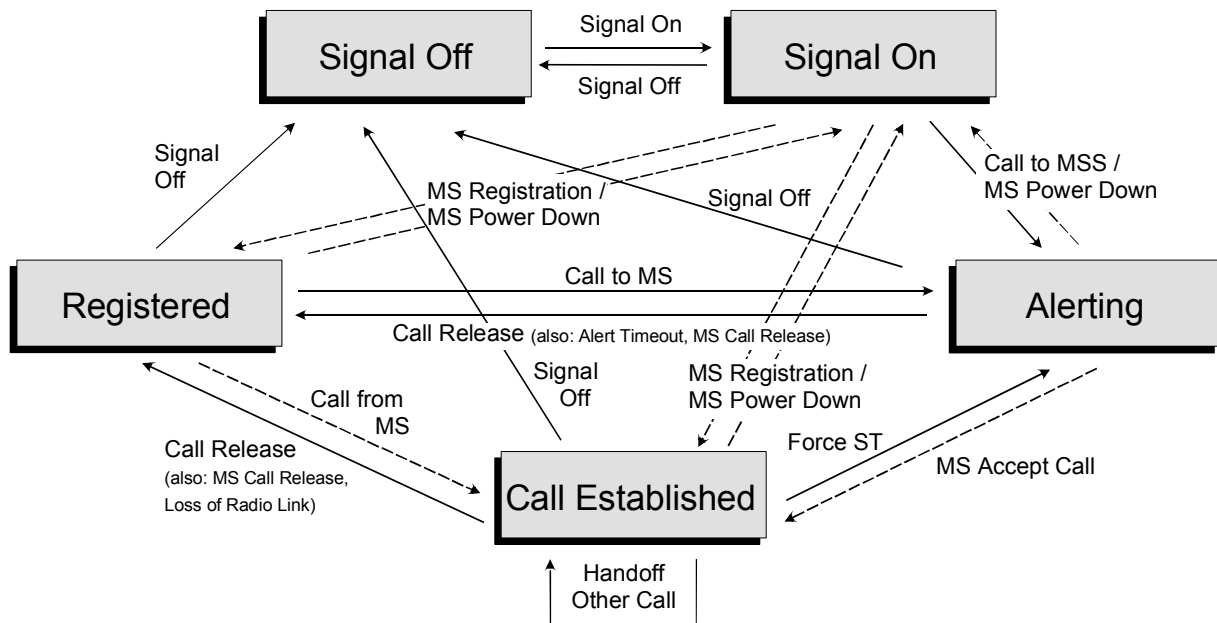 Signal Off
Signal On
Signal On
Signal Off
Signal
Off
MS Registration /
MS Power Down
Signal Off
Call to MSS /
MS Power Down
Registered
Call to MS
Alerting
Call Release (also: Alert Timeout, MS Call Release)
Signal
Off
MS Registration /
MS Power Down
Call from
MS
Call Release
(also: MS Call Release,
Loss of Radio Link)
Force ST
MS Accept Call
Call Established
Handoff
Other Call